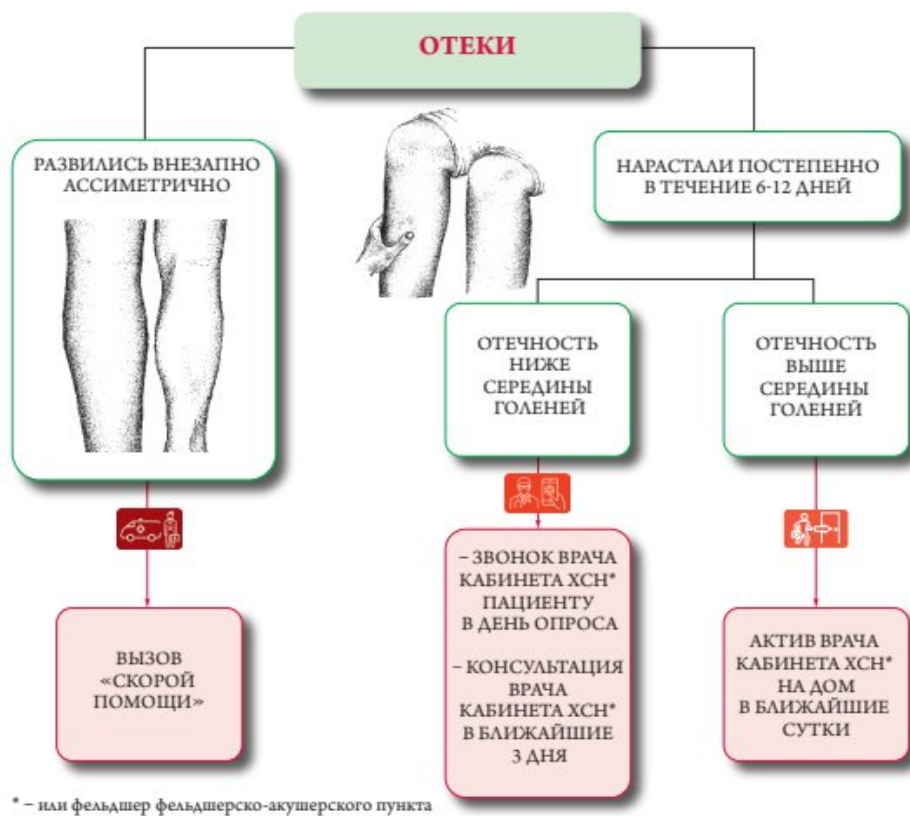 ОТЕКИ
РАЗВИЛИСЬ ВНЕЗАПНО
АССИМЕТРИЧНО
НАРАСТАЛИ ПОСТЕПЕННО
В ТЕЧЕНИЕ 6-12 ДНЕЙ
ОТЕЧНОСТЬ
НИЖЕ
СЕРЕДИНЫ
ГОЛЕНЕЙ
ОТЕЧНОСТЬ
ВЫШЕ
СЕРЕДИНЫ
ГОЛЕНЕЙ
ВЫЗОВ
«СКОРОЙ
ПОМОЩИ»
– ЗВОНОК ВРАЧА
КАБИНЕТА ХСН*
ПАЦИЕНТУ
В ДЕНЬ ОПРОСА
– КОНСУЛЬТАЦИЯ
ВРАЧА
КАБИНЕТА ХСН*
В БЛИЖАЙШИЕ
3 ДНЯ
АКТИВ ВРАЧА
КАБИНЕТА ХСН*
НА ДОМ
В БЛИЖАЙШИЕ
СУТКИ
* – или фельдшер фельдшерско-акушерского пункта